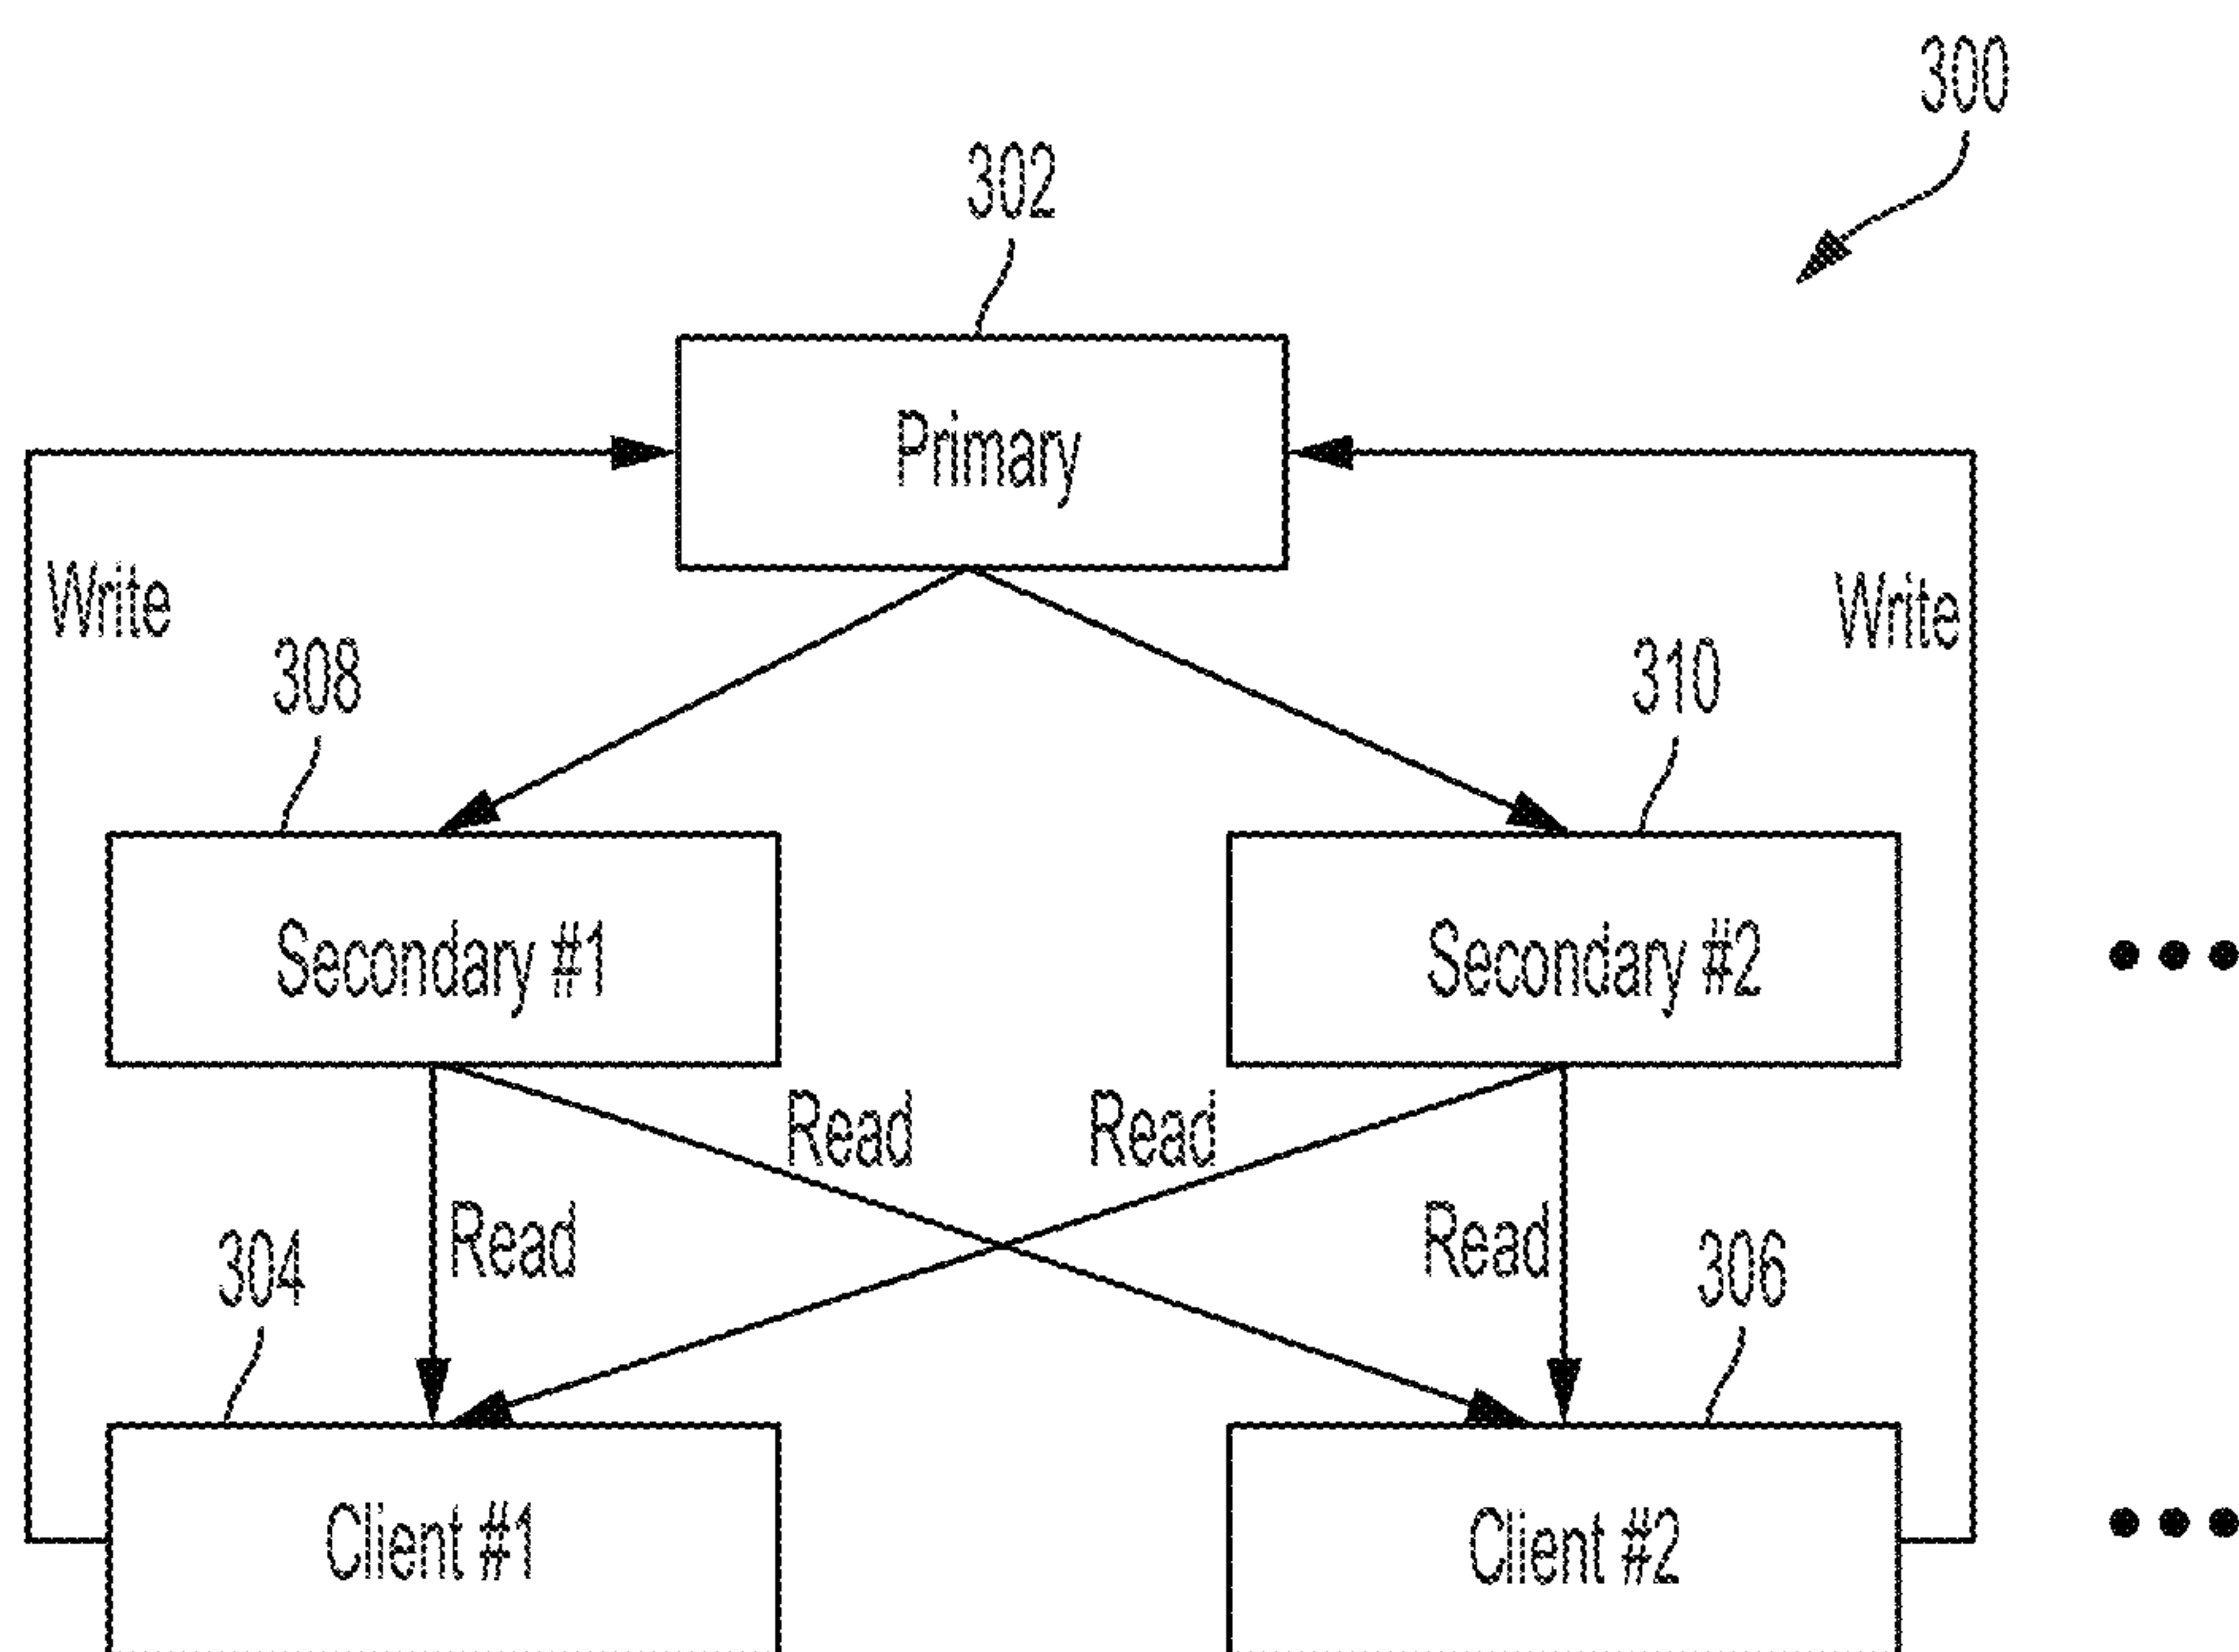 300
302
Primary
Write
Write
308
310
Secondary #1
Secondary #2
Read
Read
Read
Read
304
306
Client #1
Client #2